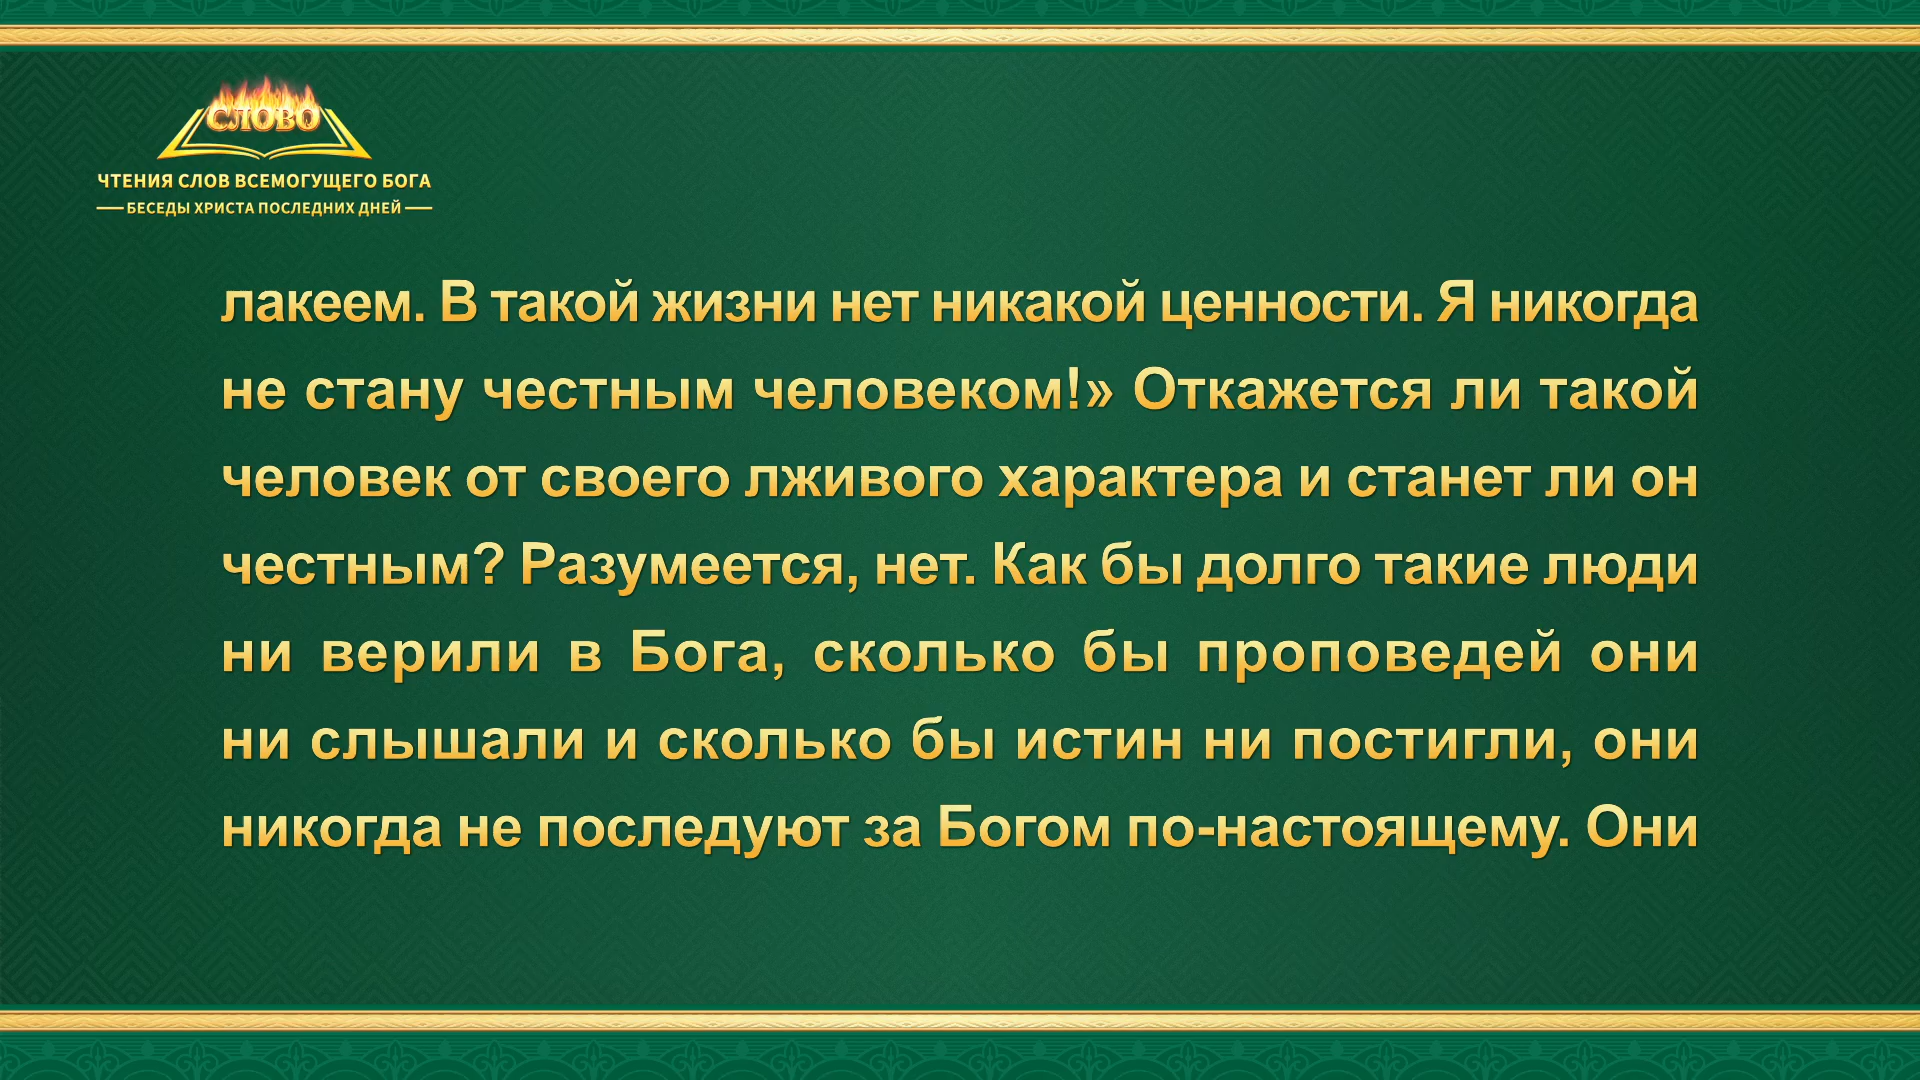 СЛОВО
ЧТЕНИЯ СЛОВ ВСЕМОГУЩЕГО БОГА
БЕСЕДЫ ХРИСТА ПОСЛЕДНИХ ДНЕЙ
лакеем. В такой жизни нет никакой ценности. Я никогда
не стану честным человеком!» Откажется ли такой
человек от своего лживого характера и станет ли он
честным? Разумеется, нет. Как бы долго такие люди
ни верили в Бога, сколько бы проповедей они
ни слышали и сколько бы истин ни постигли, они
никогда не последуют за Богом по-настоящему. Они